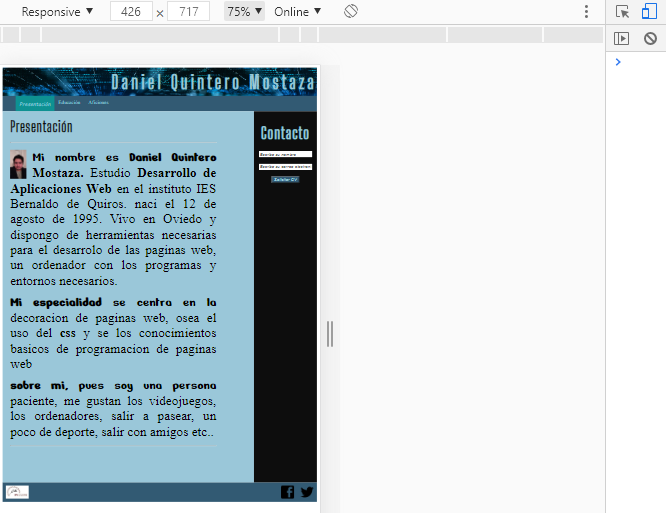 Responsive ▼ 426 × 717 75% ▼ Online ▼
Daniel Quintero Mostaza
Presentación Educación Aficiones
Presentación
Mi nombre es Daniel Quintero
Mostaza. Estudio Desarrollo de
Aplicaciones Web en el instituto IES
Bernaldo de Quiros. naci el 12 de
agosto de 1995. Vivo en Oviedo y
dispongo de herramientas necesarias
para el desarrolo de las paginas web,
un ordenador con los programas y
entornos necesarios.
Mi especialidad se centra en la
decoracion de paginas web, osea el
uso del css y se los conocimientos
basicos de programacion de paginas
web
sobre mi, pues soy una persona
paciente, me gustan los videojuegos,
los ordenadores, salir a pasear, un
poco de deporte, salir con amigos etc..
Contacto
Escriba su nombre
Escriba su correo
Solicitar CV